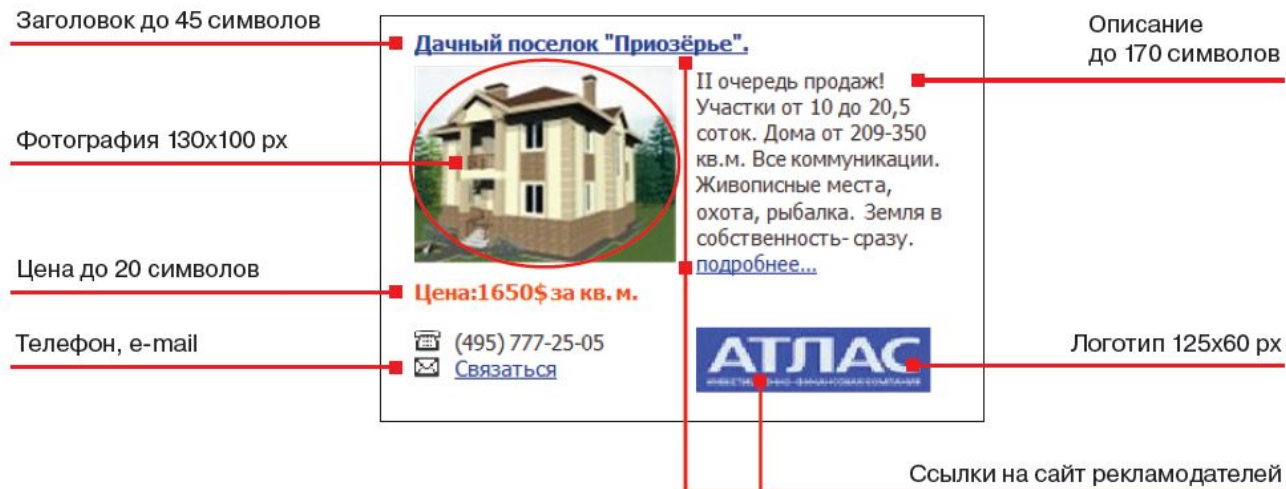 Заголовок до 45 символов
Дачный поселок "Приозёрье".
Описание
до 170 символов
II очередь продаж!
Участки от 10 до 20,5
соток. Дома от 209-350
кв.м. Все коммуникации.
Живописные места,
охота, рыбалка. Земля в
собственность- сразу.
подробнее...
Фотография 130x100 px
Цена до 20 символов
Цена:1650$ за кв. м.
Телефон, e-mail
(495) 777-25-05
Связаться
АТЛАС
ИНВЕСТИЦИОННО-ФИНАНСОВАЯ КОМПАНИЯ
Логотип 125x60 px
Ссылки на сайт рекламодателей